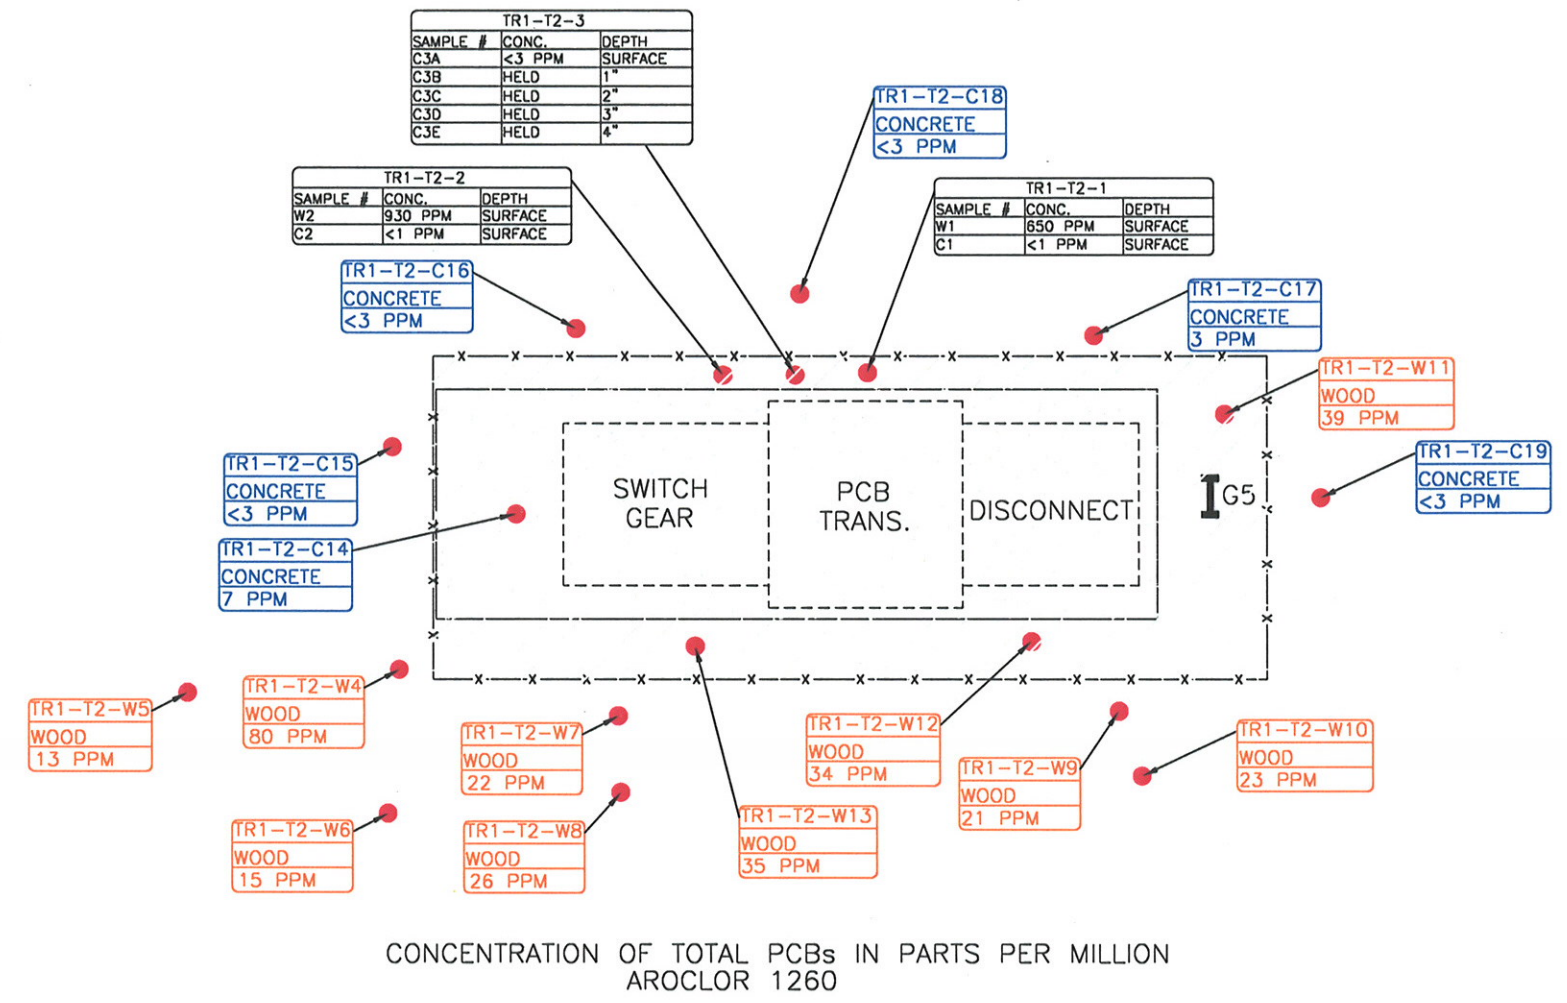 TR1-T2-3
SAMPLE # CONC. DEPTH
C3A <3 PPM SURFACE
C3B HELD 1"
C3C HELD 2"
C3D HELD 3"
C3E HELD 4"
TR1-T2-C18
CONCRETE
<3 PPM
TR1-T2-2
SAMPLE # CONC. DEPTH
W2 930 PPM SURFACE
C2 <1 PPM SURFACE
TR1-T2-1
SAMPLE # CONC. DEPTH
W1 650 PPM SURFACE
C1 <1 PPM SURFACE
TR1-T2-C16
CONCRETE
<3 PPM
TR1-T2-C17
CONCRETE
3 PPM
TR1-T2-W11
WOOD
39 PPM
TR1-T2-C15
CONCRETE
<3 PPM
TR1-T2-C19
CONCRETE
<3 PPM
SWITCH
GEAR
PCB
TRANS.
DISCONNECT
G5
TR1-T2-C14
CONCRETE
7 PPM
TR1-T2-W5
WOOD
13 PPM
TR1-T2-W4
WOOD
80 PPM
TR1-T2-W7
WOOD
22 PPM
TR1-T2-W12
WOOD
34 PPM
TR1-T2-W9
WOOD
21 PPM
TR1-T2-W10
WOOD
23 PPM
TR1-T2-W6
WOOD
15 PPM
TR1-T2-W8
WOOD
26 PPM
TR1-T2-W13
WOOD
35 PPM
CONCENTRATION OF TOTAL PCBs IN PARTS PER MILLION
AROCLOR 1260